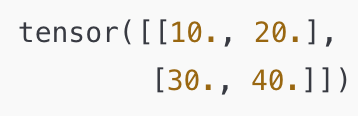 tensor([[10., 20.],
        [30., 40.]])